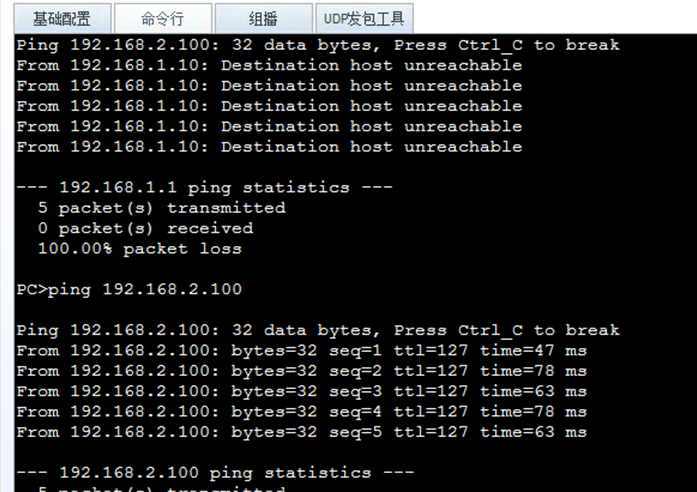 基础配置 命令行 组播 UDP发包工具
Ping 192.168.2.100: 32 data bytes, Press Ctrl_C to break
From 192.168.1.10: Destination host unreachable
From 192.168.1.10: Destination host unreachable
From 192.168.1.10: Destination host unreachable
From 192.168.1.10: Destination host unreachable
From 192.168.1.10: Destination host unreachable
--- 192.168.1.1 ping statistics ---
5 packet(s) transmitted
0 packet(s) received
100.00% packet loss
PC>ping 192.168.2.100
Ping 192.168.2.100: 32 data bytes, Press Ctrl_C to break
From 192.168.2.100: bytes=32 seq=1 ttl=127 time=47 ms
From 192.168.2.100: bytes=32 seq=2 ttl=127 time=78 ms
From 192.168.2.100: bytes=32 seq=3 ttl=127 time=63 ms
From 192.168.2.100: bytes=32 seq=4 ttl=127 time=78 ms
From 192.168.2.100: bytes=32 seq=5 ttl=127 time=63 ms
--- 192.168.2.100 ping statistics ---
5 packet(s) transmitted